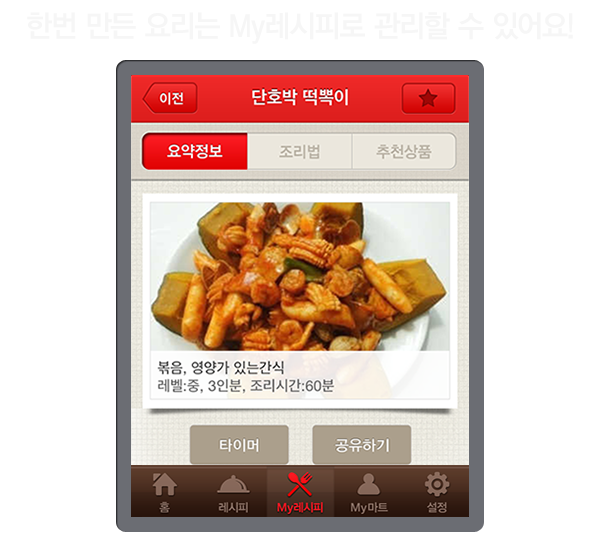 한번 만든 요리는 My레시피로 관리할 수 있어요!
이전
단호박 떡뽁이
요약정보
조리법
추천상품
볶음, 영양가 있는간식
레벨:중, 3인분, 조리시간:60분
타이머
공유하기
홈
레시피
My레시피
My마트
설정